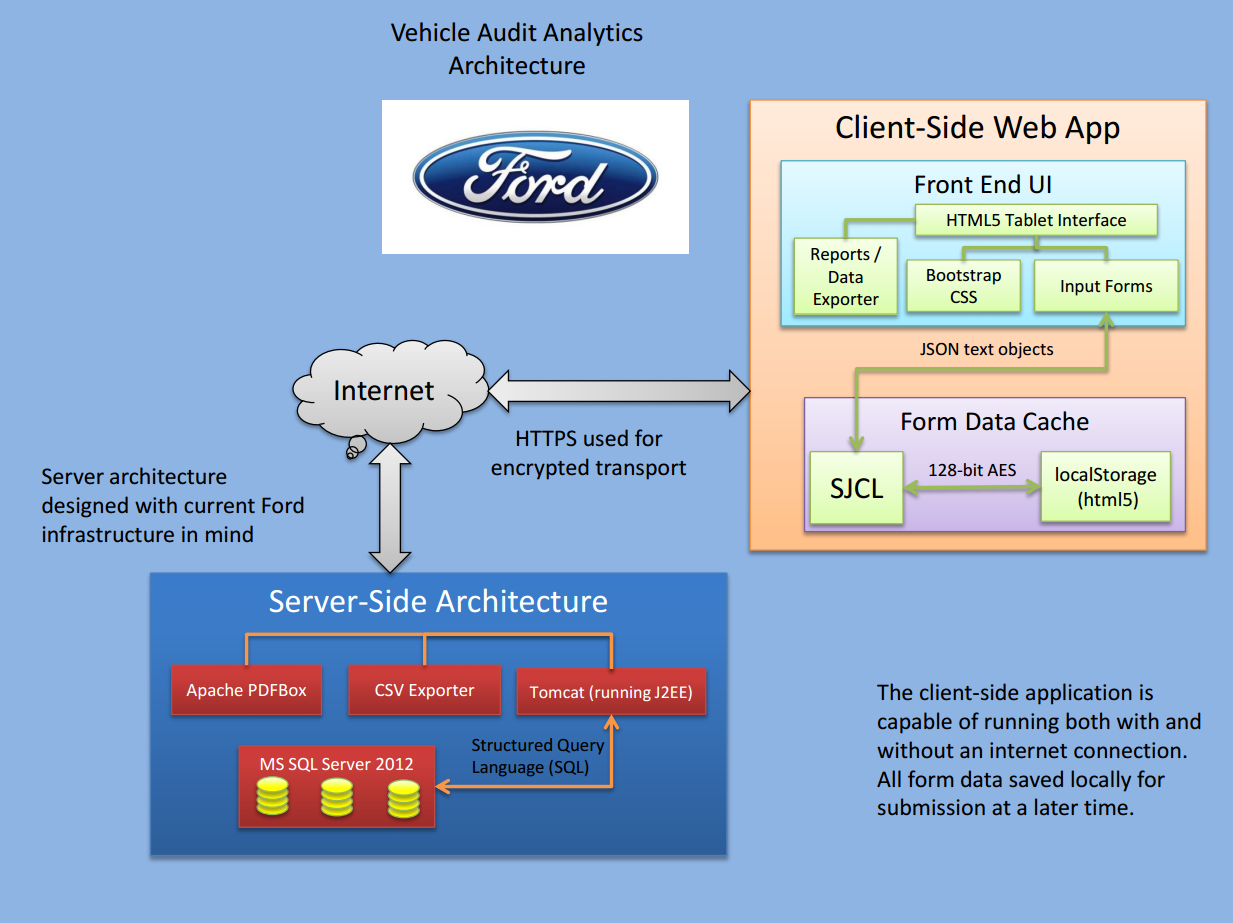 Vehicle Audit Analytics
Architecture
Ford
Client-Side Web App
Front End UI
HTML5 Tablet Interface
Reports /
Data
Exporter
Bootstrap
CSS
Input Forms
JSON text objects
Form Data Cache
SJCL
128-bit AES
localStorage
(html5)
Internet
HTTPS used for
encrypted transport
Server architecture
designed with current Ford
infrastructure in mind
Server-Side Architecture
Apache PDFBox
CSV Exporter
Tomcat (running J2EE)
Structured Query
Language (SQL)
MS SQL Server 2012
The client-side application is
capable of running both with and
without an internet connection.
All form data saved locally for
submission at a later time.